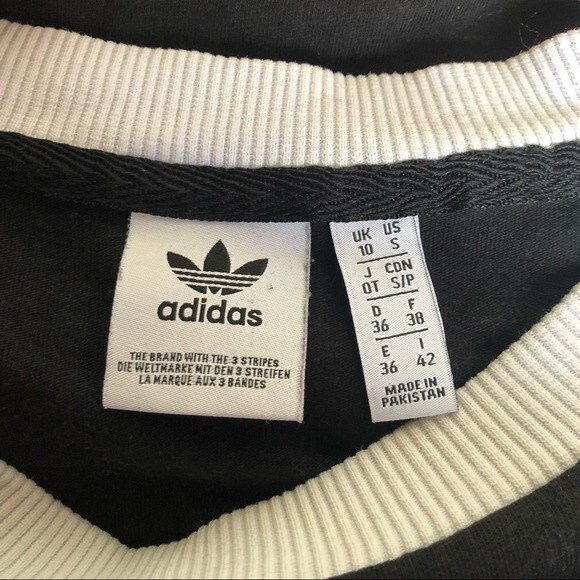 adidas
THE BRAND WITH THE 3 STRIPES
DIE WELTMARKE MIT DEN 3 STREIFEN
LA MARQUE AUX 3 BANDES
UK US
10 S
J CDN
OT S/P
D F
36 38
E I
36 42
MADE IN
PAKISTAN